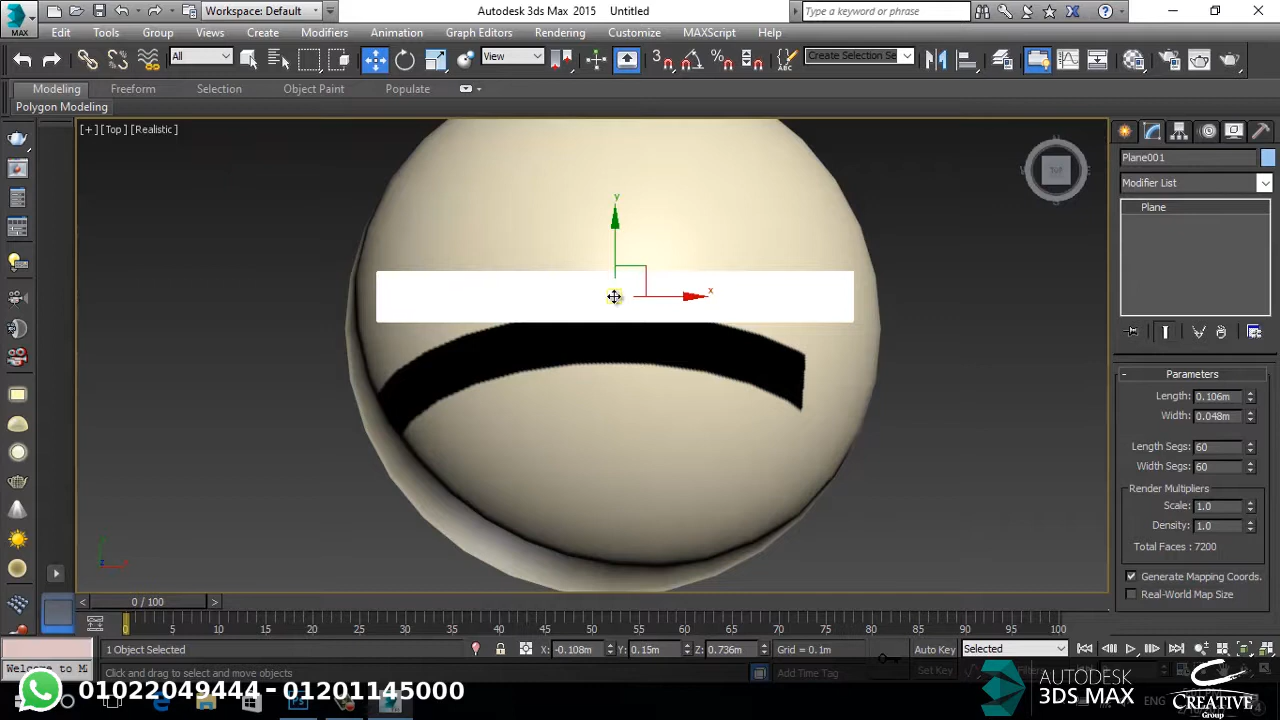 MAX
Workspace: Default
Autodesk 3ds Max 2015    Untitled
Type a keyword or phrase
Edit Tools Group Views Create Modifiers Animation Graph Editors Rendering Customize MAXScript Help
All View Create Selection Se
Modeling Freeform Selection Object Paint Populate
Polygon Modeling
[+] [Top] [Realistic]
TOP
y
x
Plane001
Modifier List
Plane
Parameters
Length: 0.106m
Width: 0.048m
Length Segs: 60
Width Segs: 60
Render Multipliers
Scale: 1.0
Density: 1.0
Total Faces : 7200
Generate Mapping Coords.
Real-World Map Size
0 / 100
0 5 10 15 20 25 30 35 40 45 50 55 60 65 70 75 80 85 90 95 100
1 Object Selected
X: -0.108m Y: 0.15m Z: 0.736m Grid = 0.1m
Auto Key Selected
Welcome to M
Click and drag to select and move objects
Add Time Tag
Set Key
01022049444 - 01201145000
AUTODESK
3DS MAX
ENG
CREATIVE
Group